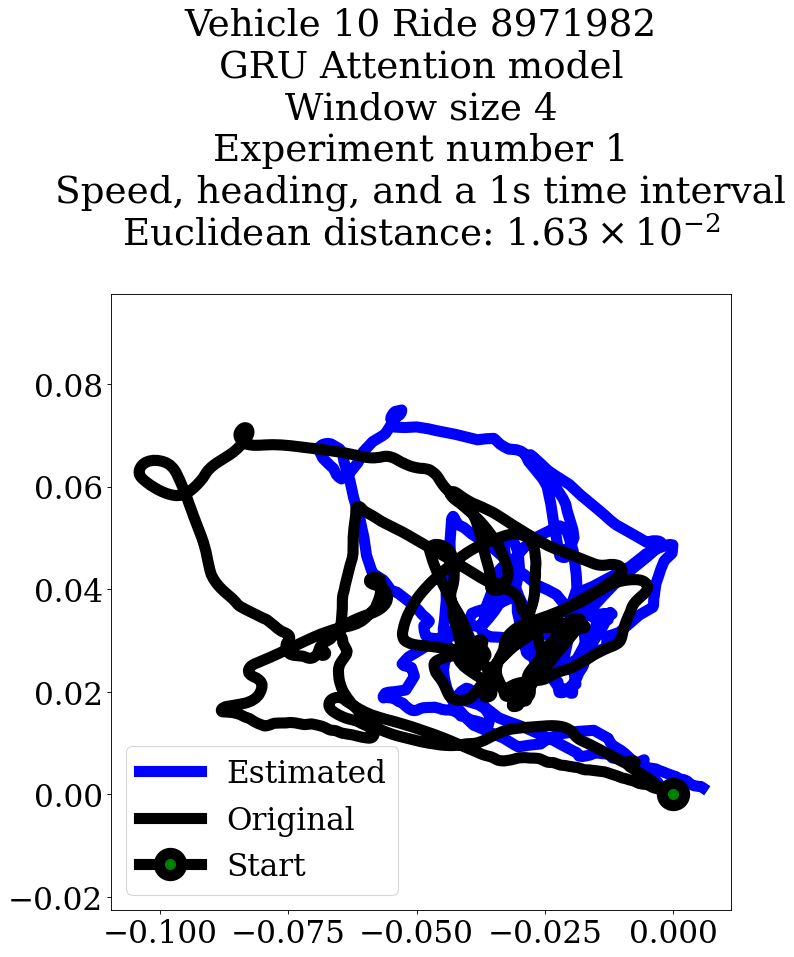 Vehicle 10 Ride 8971982
GRU Attention model
Window size 4
Experiment number 1
Speed, heading, and a 1s time interval
Euclidean distance: 1.63 × 10⁻²
0.08
0.06
0.04
0.02
0.00
−0.02
Estimated
Original
Start
−0.100 −0.075 −0.050 −0.025 0.000